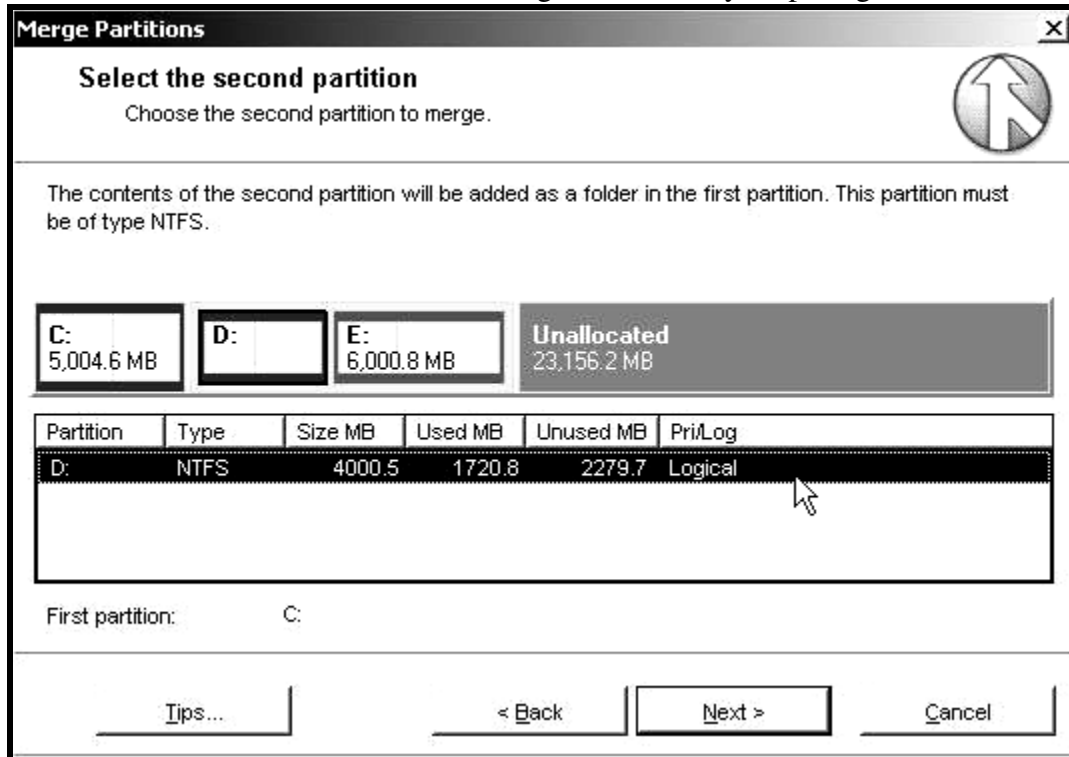 Merge Partitions
Select the second partition
Choose the second partition to merge.
The contents of the second partition will be added as a folder in the first partition. This partition must
be of type NTFS.
C: D: E: Unallocated
5,004.6 MB 6,000.8 MB 23,156.2 MB
Partition Type Size MB Used MB Unused MB Pri/Log
D: NTFS 4000.5 1720.8 2279.7 Logical
First partition: C:
Tips... < Back Next > Cancel